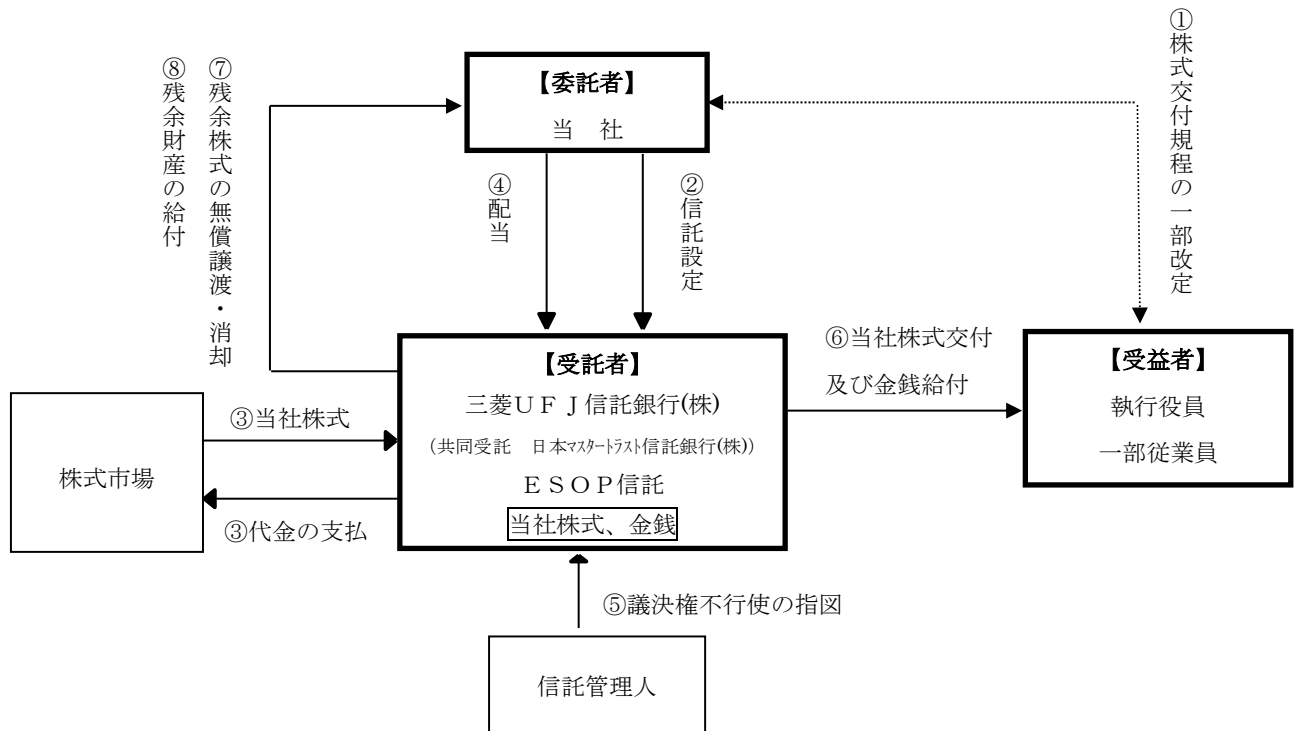 ①株式交付規程の一部改定
⑦残余株式の無償譲渡・消却
⑧残余財産の給付
【委託者】
当 社
④配当
②信託設定
【受託者】
三菱UFJ信託銀行(株)
(共同受託 日本ﾏｽﾀｰﾄﾗｽﾄ信託銀行(株))
ESOP信託
当社株式、金銭
⑥当社株式交付
及び金銭給付
【受益者】
執行役員
一部従業員
株式市場
③当社株式
③代金の支払
⑤議決権不行使の指図
信託管理人